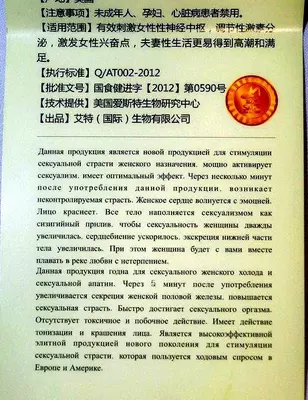 【注意事项】未成年人、孕妇、心脏病患者禁用。
【适用范围】有效刺激女性性神经中枢，调节性激素分
泌，激发女性兴奋点，夫妻性生活更易得到高潮和满
足。
【执行标准】Q/AT002-2012
【批准文号】国食健进字【2012】第0590号
【技术提供】美国爱斯特生物研究中心
【出品】艾特（国际）生物有限公司
Данная продукция является новой продукцией для стимуляции
сексуальной страсти женского назначения. мощно активирует
сексуализм. имеет оптимальный эффект. Через несколько минут
после употребления данной продукции. возникает
неконтролируемая страсть. Женское сердце волнуется с эмоцией.
Лицо краснеет. Все тело наполняется сексуализмом как
сизигийный прилив. чтобы сексуальность женщины дважды
увеличилась. сердцебиение ускорилось. экскреция нижней части
тела увеличилась. При этом женщина будет с вами вместе
плавать в реке любви с нетерпением.
Данная продукция годна для сексуального женского холода и
сексуальной апатии. Через 5 минут после употребления
увеличивается секреция женской половой железы. повышается
сексуальная страсть. Быстро достигает сексуального оргазма.
Отсутствует токсичное и побочное действие. Имеет действие
тонизации и крашения лица. Является высокоэффективной
элитной продукцией нового поколения для стимуляции
сексуальной страсти. которая пользуется ходовым спросом в
Европе и Америке.